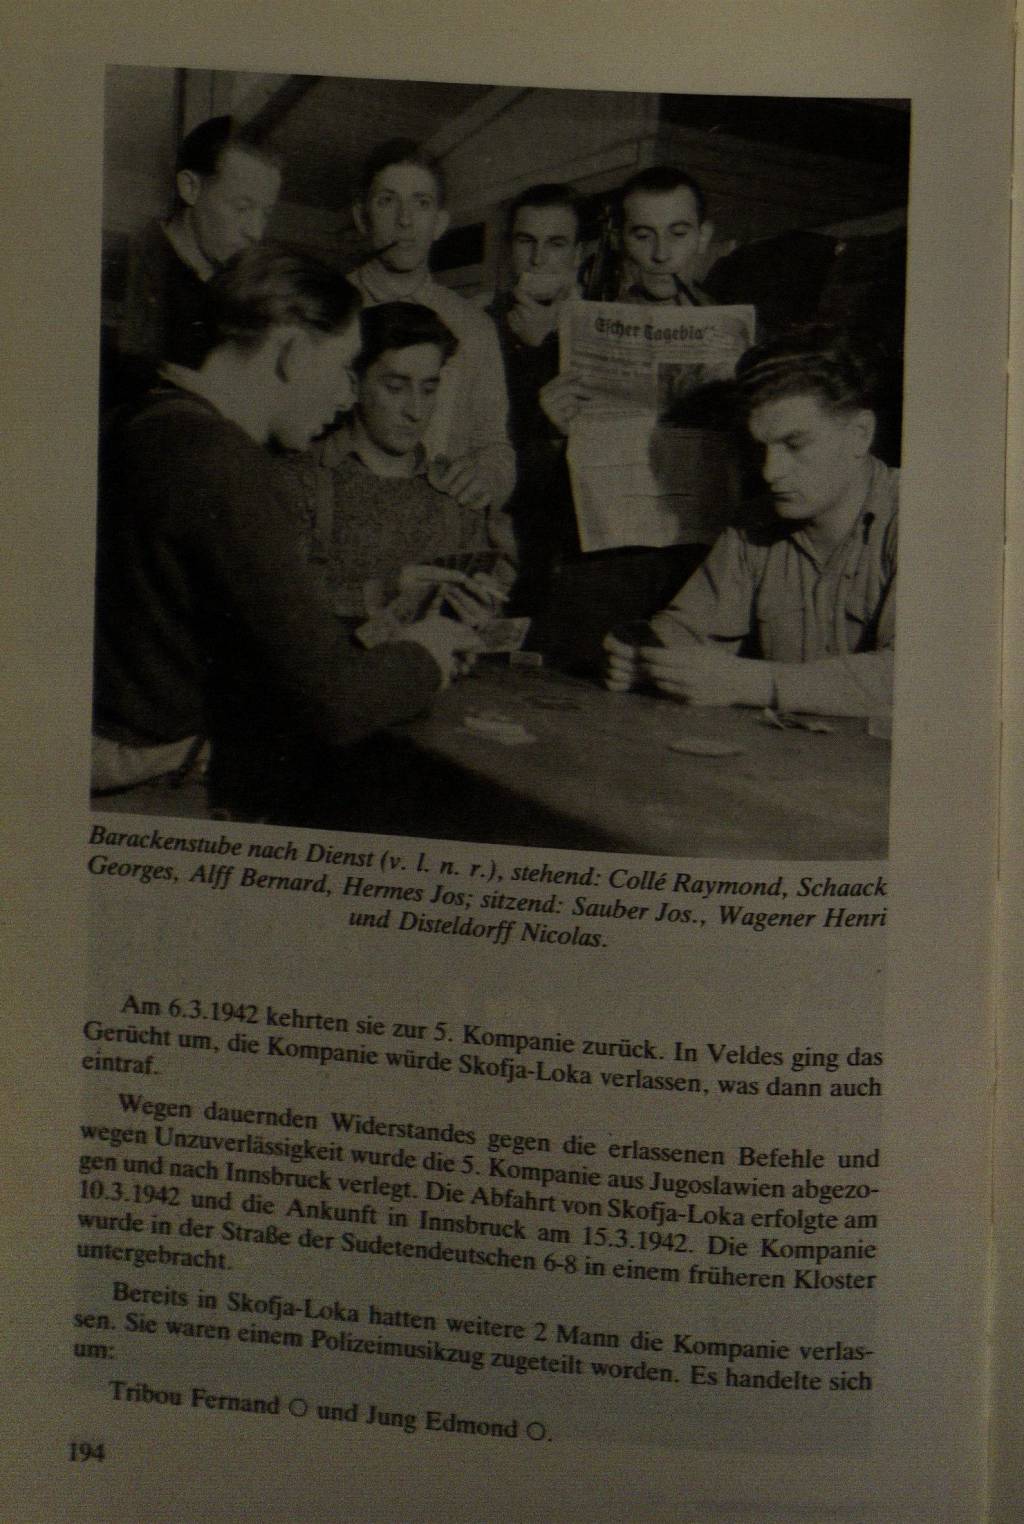 Escher Tagebla
Barackenstube nach Dienst (v. l. n. r.), stehend: Collé Raymond, Schaack
Georges, Alff Bernard, Hermes Jos; sitzend: Sauber Jos., Wagener Henri
und Disteldorff Nicolas.
Am 6.3.1942 kehrten sie zur 5. Kompanie zurück. In Veldes ging das
Gerücht um, die Kompanie würde Skofja-Loka verlassen, was dann auch
eintraf.
Wegen dauernden Widerstandes gegen die erlassenen Befehle und
wegen Unzuverlässigkeit wurde die 5. Kompanie aus Jugoslawien abgezo-
gen und nach Innsbruck verlegt. Die Abfahrt von Skofja-Loka erfolgte am
10.3.1942 und die Ankunft in Innsbruck am 15.3.1942. Die Kompanie
wurde in der Straße der Sudetendeutschen 6-8 in einem früheren Kloster
untergebracht.
Bereits in Skofja-Loka hatten weitere 2 Mann die Kompanie verlas-
sen. Sie waren einem Polizeimusikzug zugeteilt worden. Es handelte sich
um:
Tribou Fernand O und Jung Edmond O.
194